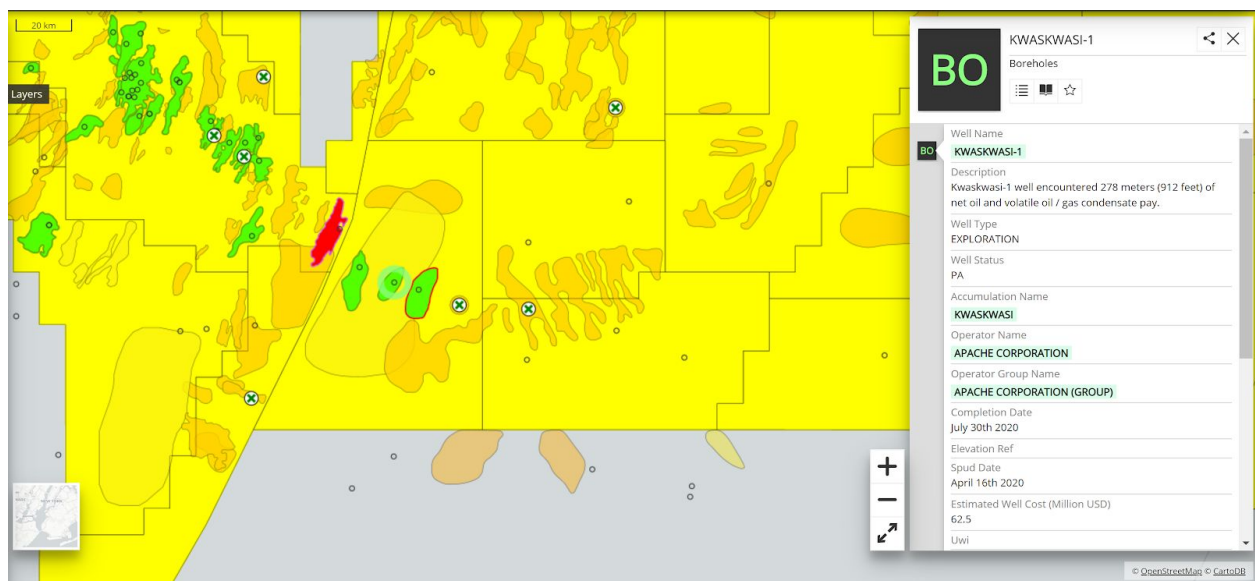 20 km
Layers
BO
KWASKWASI-1
Boreholes
BO
Well Name
KWASKWASI-1
Description
Kwaskwasi-1 well encountered 278 meters (912 feet) of
net oil and volatile oil / gas condensate pay.
Well Type
EXPLORATION
Well Status
PA
Accumulation Name
KWASKWASI
Operator Name
APACHE CORPORATION
Operator Group Name
APACHE CORPORATION (GROUP)
Completion Date
July 30th 2020
Elevation Ref
Spud Date
April 16th 2020
Estimated Well Cost (Million USD)
62.5
Uwi
© OpenStreetMap © CartoDB